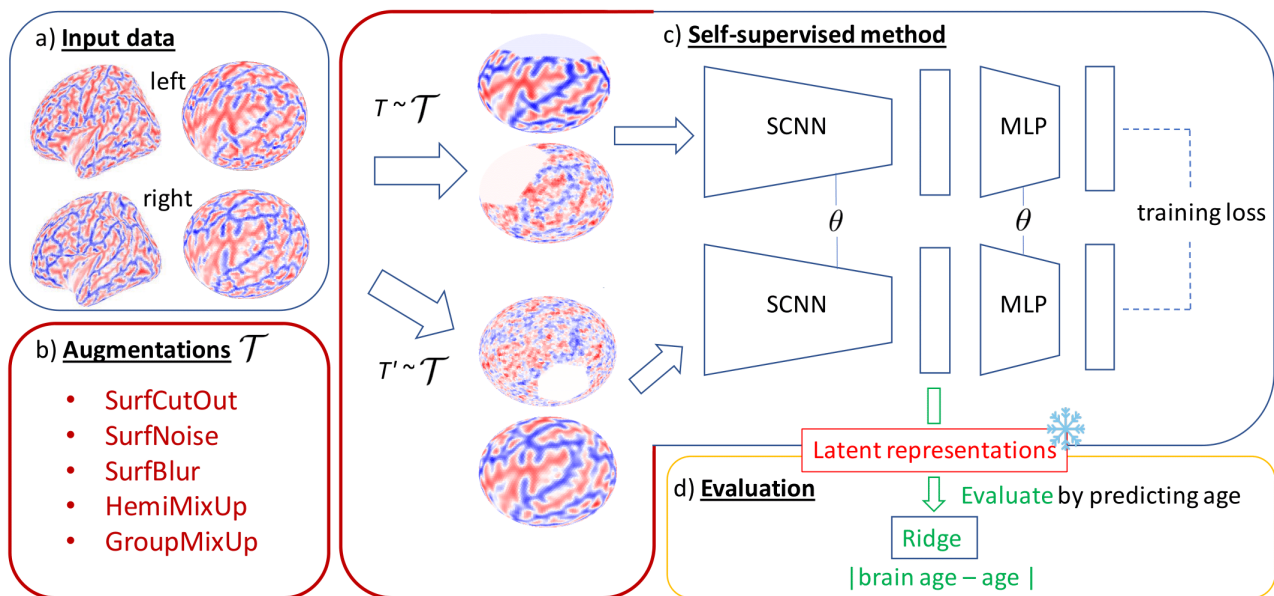 a) Input data
left
right
b) Augmentations 𝒯
• SurfCutOut
• SurfNoise
• SurfBlur
• HemiMixUp
• GroupMixUp
T ~ 𝒯
T' ~ 𝒯
c) Self-supervised method
SCNN
MLP
θ
θ
training loss
SCNN
MLP
Latent representations
d) Evaluation
Evaluate by predicting age
Ridge
|brain age – age |